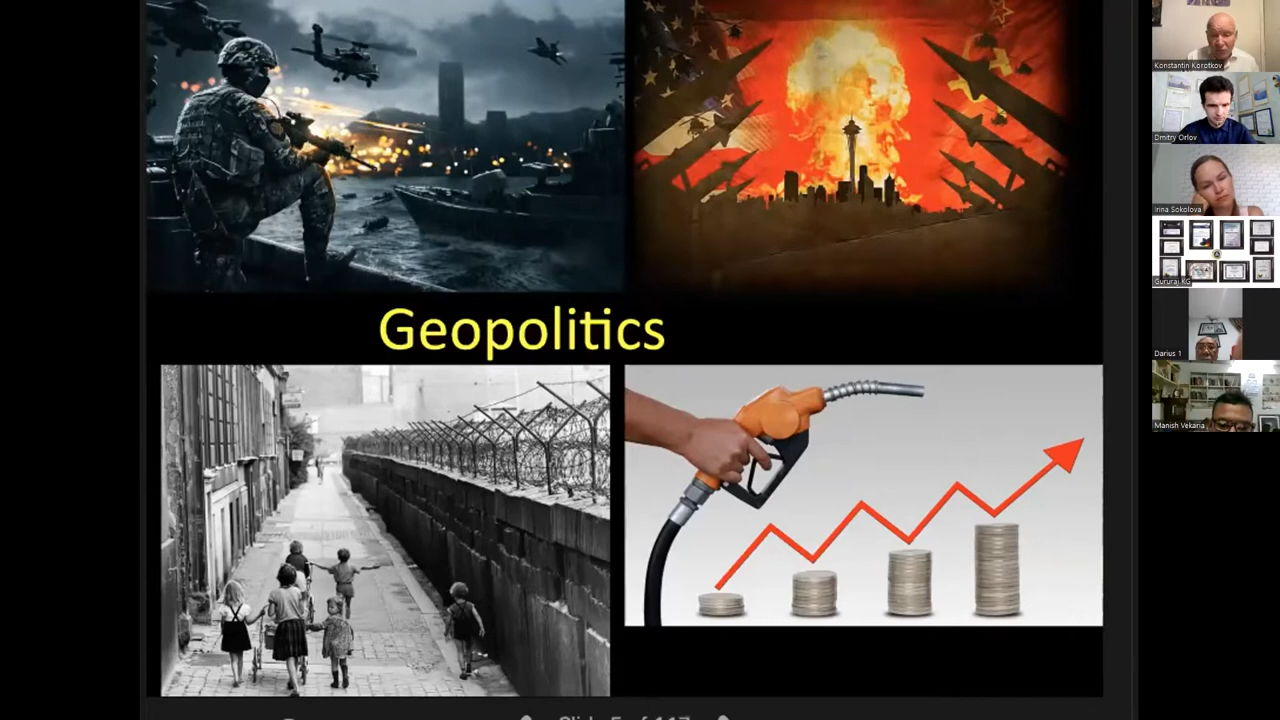 Geopolitics
Konstantin Korotkov
Dmitry Orlov
Irina Sokolova
Gururaj KG
Darius 1
Manish Vekaria